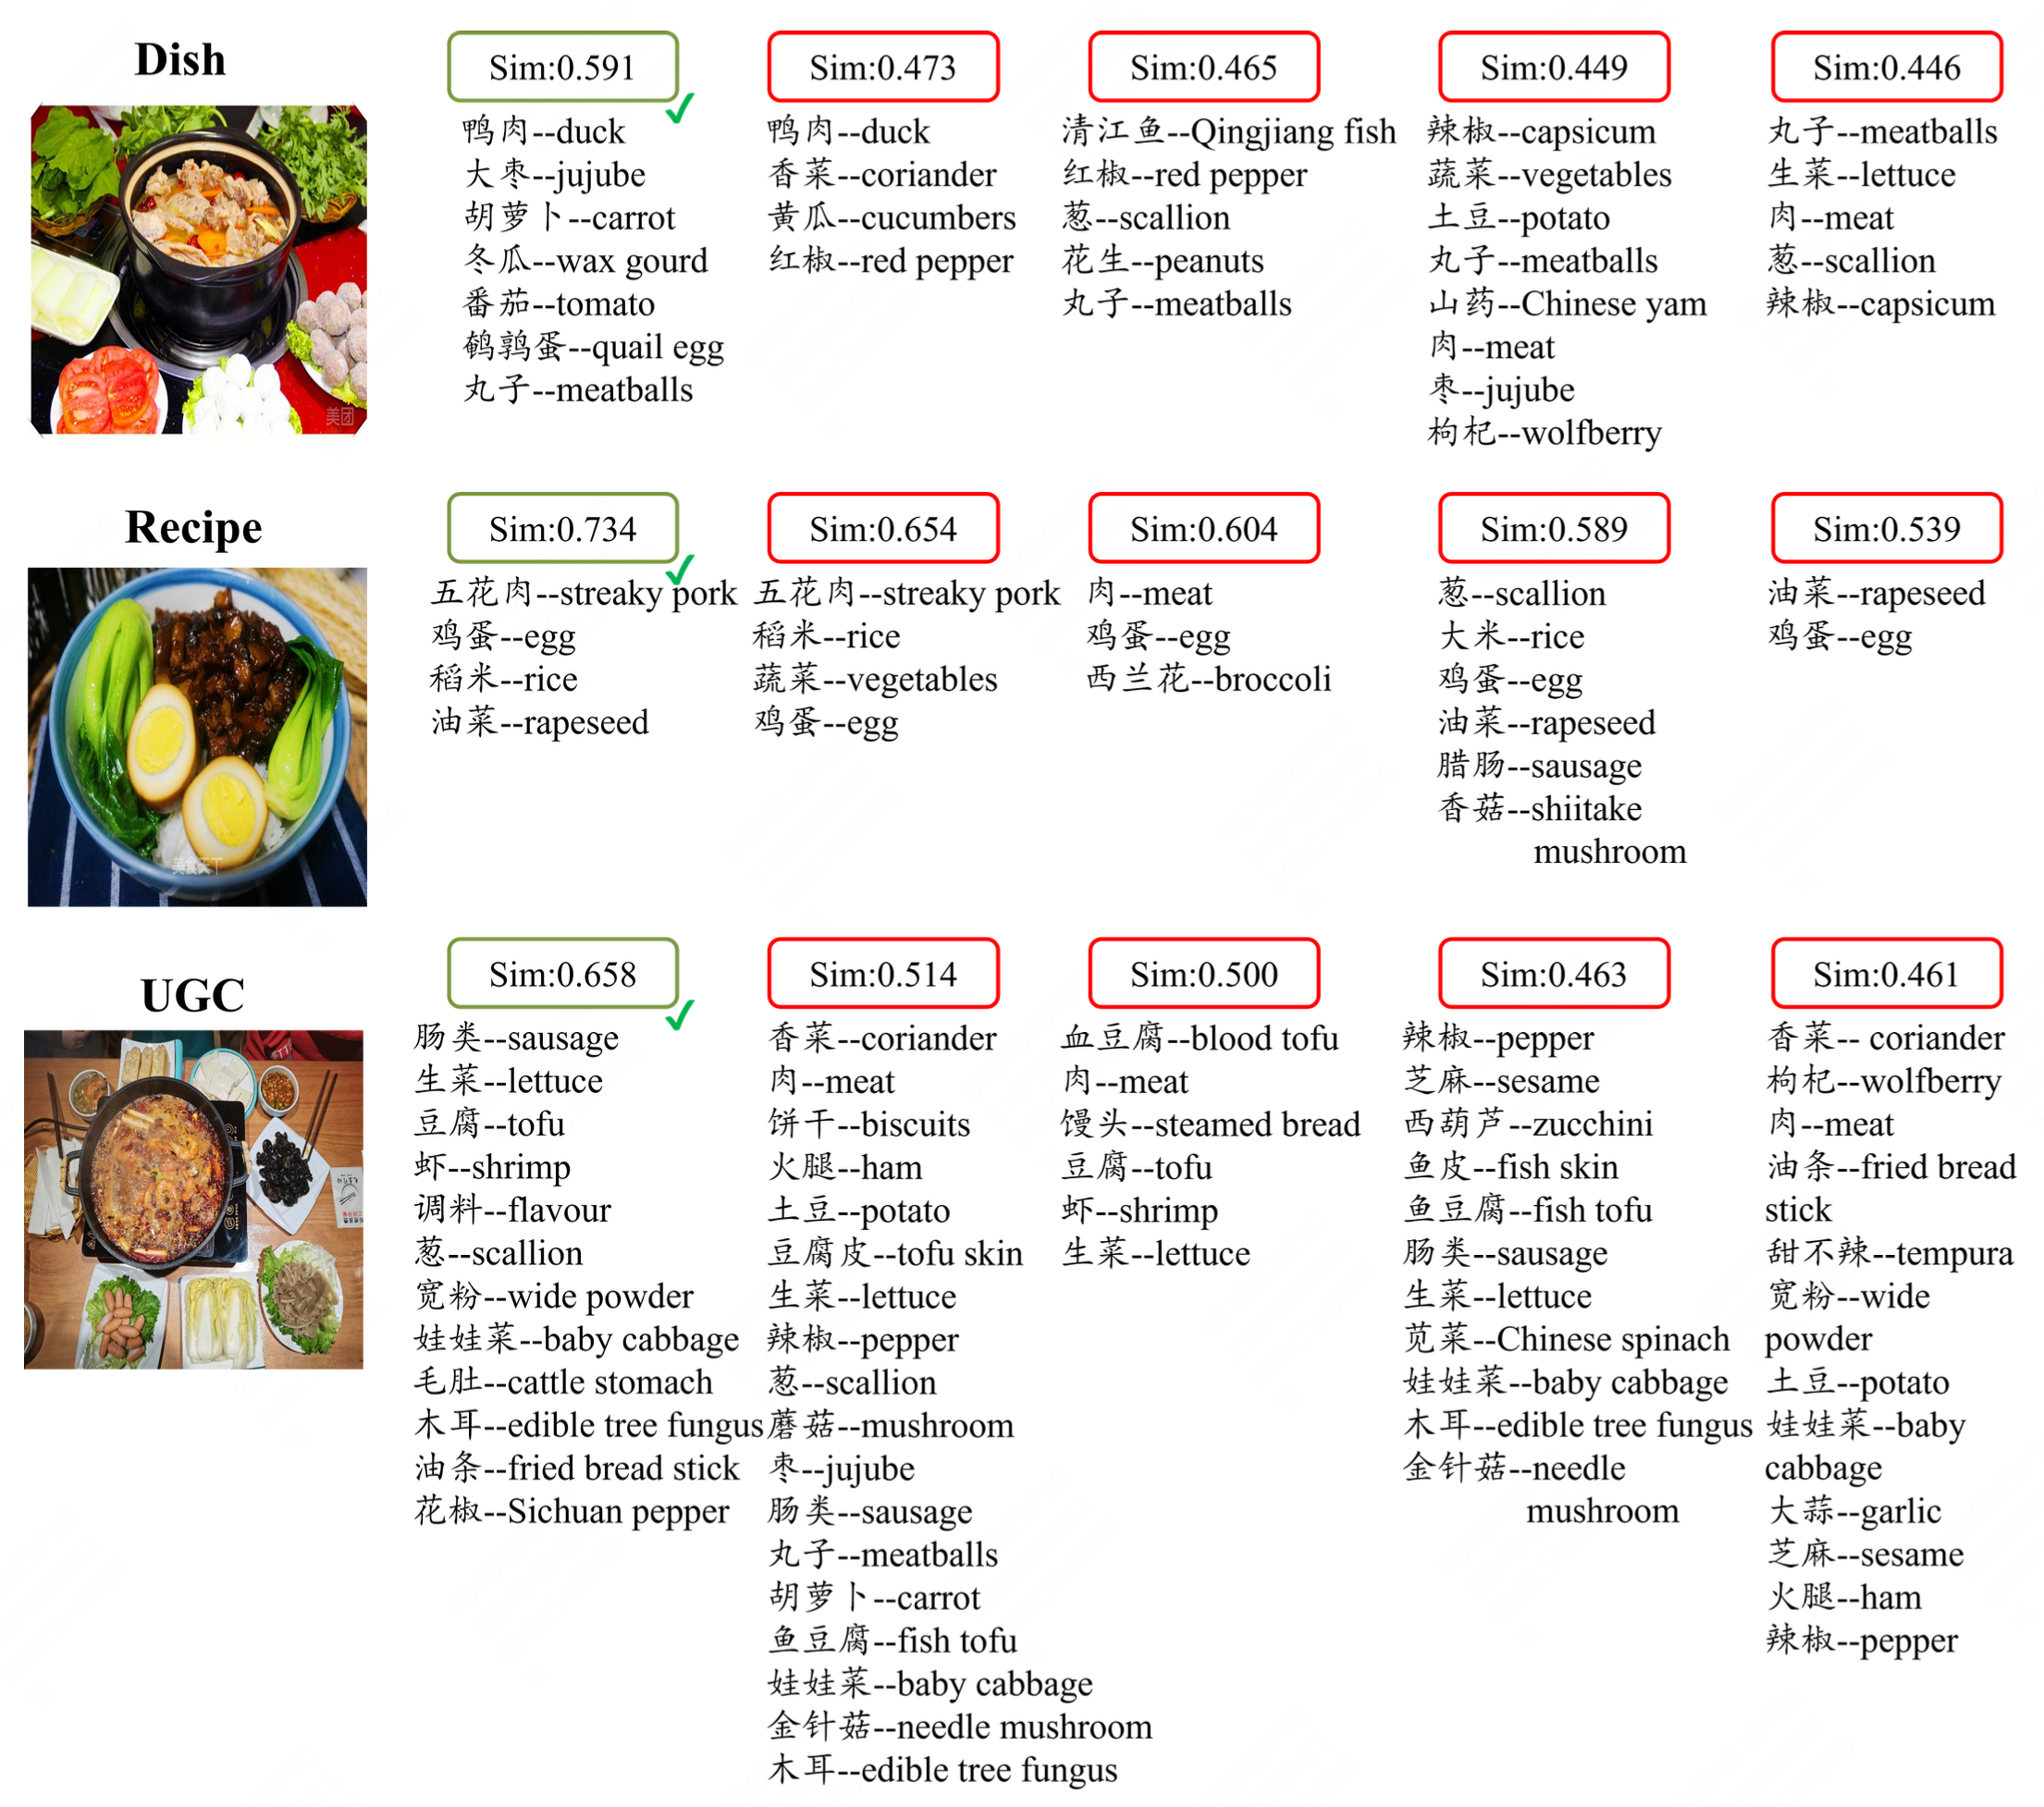 Dish
Sim:0.591
鸭肉--duck
大枣--jujube
胡萝卜--carrot
冬瓜--wax gourd
番茄--tomato
鹌鹑蛋--quail egg
丸子--meatballs
Sim:0.473
鸭肉--duck
香菜--coriander
黄瓜--cucumbers
红椒--red pepper
Sim:0.465
清江鱼--Qingjiang fish
红椒--red pepper
葱--scallion
花生--peanuts
丸子--meatballs
Sim:0.449
辣椒--capsicum
蔬菜--vegetables
土豆--potato
丸子--meatballs
山药--Chinese yam
肉--meat
枣--jujube
枸杞--wolfberry
Sim:0.446
丸子--meatballs
生菜--lettuce
肉--meat
葱--scallion
辣椒--capsicum
美团
Recipe
Sim:0.734
五花肉--streaky pork
鸡蛋--egg
稻米--rice
油菜--rapeseed
Sim:0.654
五花肉--streaky pork
稻米--rice
蔬菜--vegetables
鸡蛋--egg
Sim:0.604
肉--meat
鸡蛋--egg
西兰花--broccoli
Sim:0.589
葱--scallion
大米--rice
鸡蛋--egg
油菜--rapeseed
腊肠--sausage
香菇--shiitake
mushroom
Sim:0.539
油菜--rapeseed
鸡蛋--egg
美食天下
UGC
Sim:0.658
肠类--sausage
生菜--lettuce
豆腐--tofu
虾--shrimp
调料--flavour
葱--scallion
宽粉--wide powder
娃娃菜--baby cabbage
毛肚--cattle stomach
木耳--edible tree fungus
油条--fried bread stick
花椒--Sichuan pepper
Sim:0.514
香菜--coriander
肉--meat
饼干--biscuits
火腿--ham
土豆--potato
豆腐皮--tofu skin
生菜--lettuce
辣椒--pepper
葱--scallion
蘑菇--mushroom
枣--jujube
肠类--sausage
丸子--meatballs
胡萝卜--carrot
鱼豆腐--fish tofu
娃娃菜--baby cabbage
金针菇--needle mushroom
木耳--edible tree fungus
Sim:0.500
血豆腐--blood tofu
肉--meat
馒头--steamed bread
豆腐--tofu
虾--shrimp
生菜--lettuce
Sim:0.463
辣椒--pepper
芝麻--sesame
西葫芦--zucchini
鱼皮--fish skin
鱼豆腐--fish tofu
肠类--sausage
生菜--lettuce
苋菜--Chinese spinach
娃娃菜--baby cabbage
木耳--edible tree fungus
金针菇--needle
mushroom
Sim:0.461
香菜-- coriander
枸杞--wolfberry
肉--meat
油条--fried bread
stick
甜不辣--tempura
宽粉--wide
powder
土豆--potato
娃娃菜--baby
cabbage
大蒜--garlic
芝麻--sesame
火腿--ham
辣椒--pepper